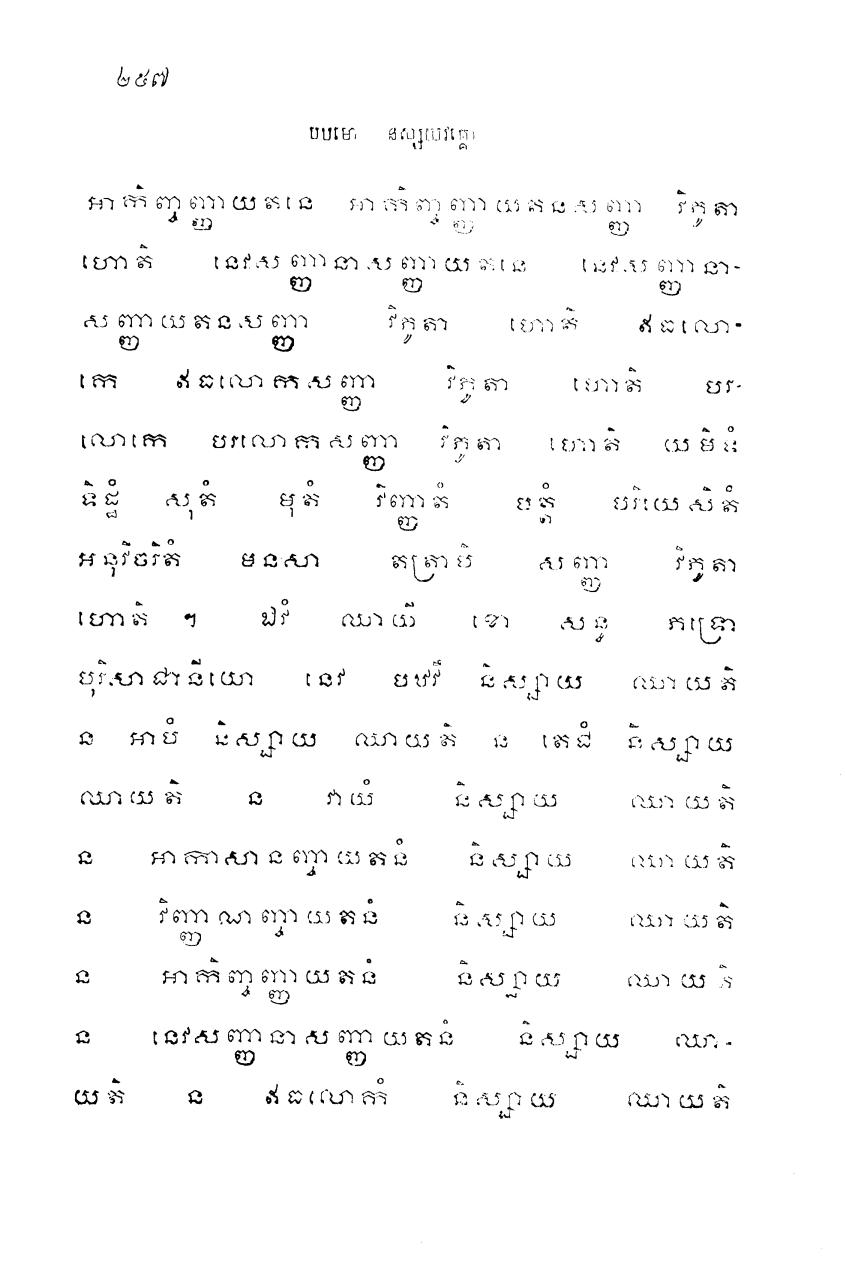 ២៥៧
បឋមោ និស្សយវគ្គោ
អាកិញ្ចញ្ញាយតនេ អាកិញ្ចញ្ញាយតនសញ្ញា វិភូតា
ហោតិ នេវសញ្ញានាសញ្ញាយតនេ នេវសញ្ញានា-
សញ្ញាយតនសញ្ញា វិភូតា ហោតិ ឥធលោ-
កេ ឥធលោកសញ្ញា វិភូតា ហោតិ បរ-
លោកេ បរលោកសញ្ញា វិភូតា ហោតិ យមិទំ
ទិដ្ឋំ សុតំ មុតំ វិញ្ញាតំ បត្តំ បរិយេសិតំ
អនុវិចរិតំ មនសា តត្រាបិ សញ្ញា វិភូតា
ហោតិ ។ ឯវំ ឈាយី ខោ សន្ធ ភទ្រោ
បុរិសាជានីយោ នេវ បឋវឹ និស្សាយ ឈាយតិ
ន អាបំ និស្សាយ ឈាយតិ ន តេជំ និស្សាយ
ឈាយតិ ន វាយំ និស្សាយ ឈាយតិ
ន អាកាសានញ្ចាយតនំ និស្សាយ ឈាយតិ
ន វិញ្ញាណញ្ចាយតនំ និស្សាយ ឈាយតិ
ន អាកិញ្ចញ្ញាយតនំ និស្សាយ ឈាយតិ
ន នេវសញ្ញានាសញ្ញាយតនំ និស្សាយ ឈា-
យតិ ន ឥធលោកំ និស្សាយ ឈាយតិ